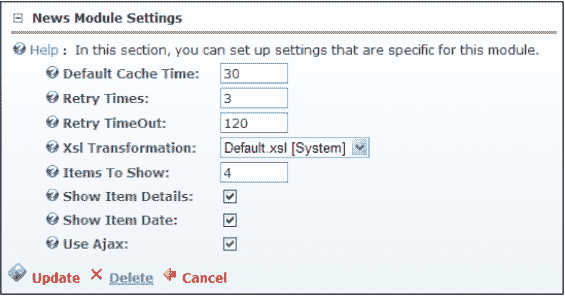 News Module Settings
Help : In this section, you can set up settings that are specific for this module.
Default Cache Time: 30
Retry Times: 3
Retry TimeOut: 120
Xsl Transformation: Default.xsl [System]
Items To Show: 4
Show Item Details:
Show Item Date:
Use Ajax:
Update Delete Cancel